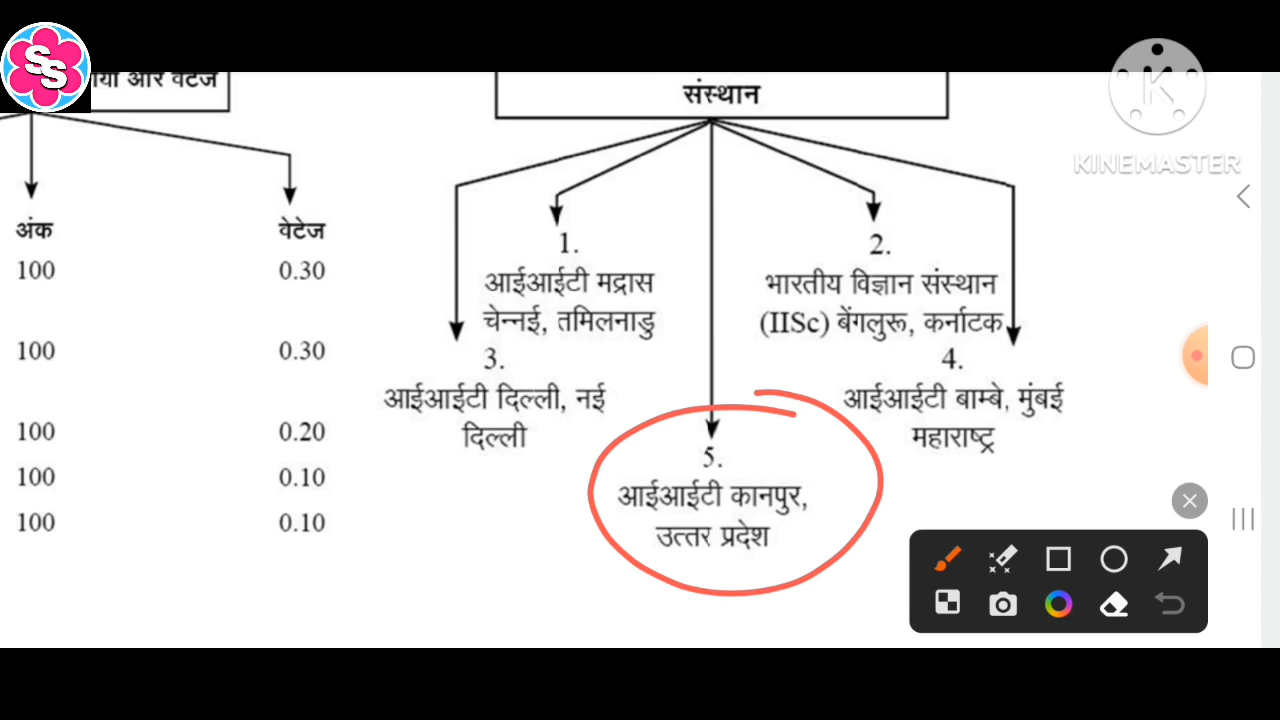 SS
और वेटेज
संस्थान
K
KINEMASTER
अंक
वेटेज
100
0.30
100
0.30
100
0.20
100
0.10
100
0.10
1.
आईआईटी मद्रास
चेन्नई, तमिलनाडु
2.
भारतीय विज्ञान संस्थान
(IISc) बेंगलुरू, कर्नाटक
3.
आईआईटी दिल्ली, नई
दिल्ली
4.
आईआईटी बाम्बे, मुंबई
महाराष्ट्र
5.
आईआईटी कानपुर,
उत्तर प्रदेश